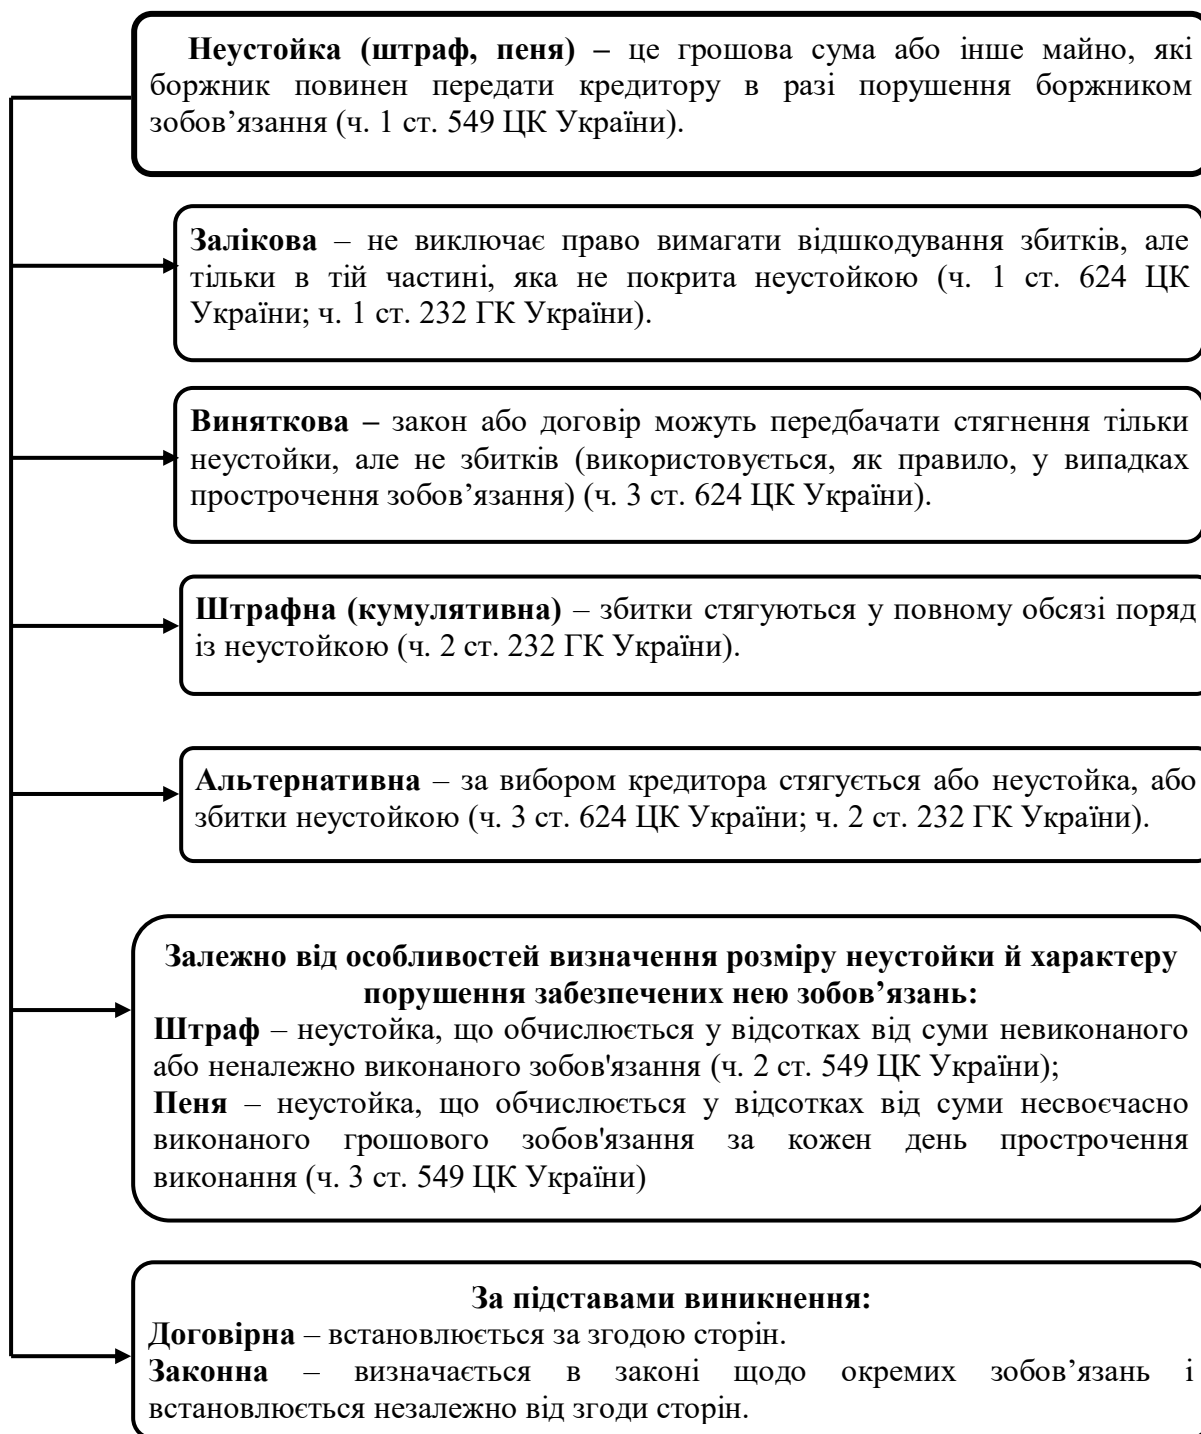 Неустойка (штраф, пеня) – це грошова сума або інше майно, які
боржник повинен передати кредитору в разі порушення боржником
зобов’язання (ч. 1 ст. 549 ЦК України).
Залікова – не виключає право вимагати відшкодування збитків, але
тільки в тій частині, яка не покрита неустойкою (ч. 1 ст. 624 ЦК
України; ч. 1 ст. 232 ГК України).
Виняткова – закон або договір можуть передбачати стягнення тільки
неустойки, але не збитків (використовується, як правило, у випадках
прострочення зобов’язання) (ч. 3 ст. 624 ЦК України).
Штрафна (кумулятивна) – збитки стягуються у повному обсязі поряд
із неустойкою (ч. 2 ст. 232 ГК України).
Альтернативна – за вибором кредитора стягується або неустойка, або
збитки неустойкою (ч. 3 ст. 624 ЦК України; ч. 2 ст. 232 ГК України).
Залежно від особливостей визначення розміру неустойки й характеру
порушення забезпечених нею зобов’язань:
Штраф – неустойка, що обчислюється у відсотках від суми невиконаного
або неналежно виконаного зобов'язання (ч. 2 ст. 549 ЦК України);
Пеня – неустойка, що обчислюється у відсотках від суми несвоєчасно
виконаного грошового зобов'язання за кожен день прострочення
виконання (ч. 3 ст. 549 ЦК України)
За підставами виникнення:
Договірна – встановлюється за згодою сторін.
Законна – визначається в законі щодо окремих зобов’язань і
встановлюється незалежно від згоди сторін.